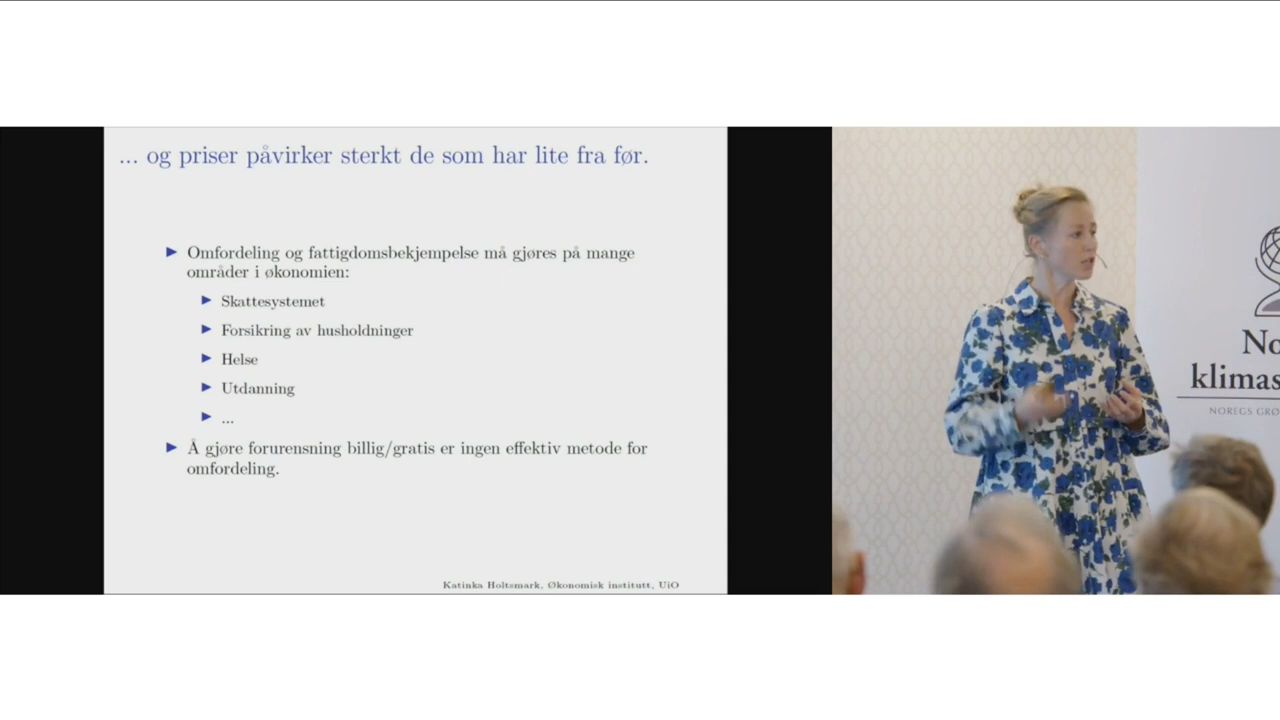 ... og priser påvirker sterkt de som har lite fra før.
Omfordeling og fattigdomsbekjempelse må gjøres på mange
områder i økonomien:
Skattesystemet
Forsikring av husholdninger
Helse
Utdanning
...
Å gjøre forurensning billig/gratis er ingen effektiv metode for
omfordeling.
Katinka Holtsmark, Økonomisk institutt, UiO
No
klimas
NOREGS GRØ